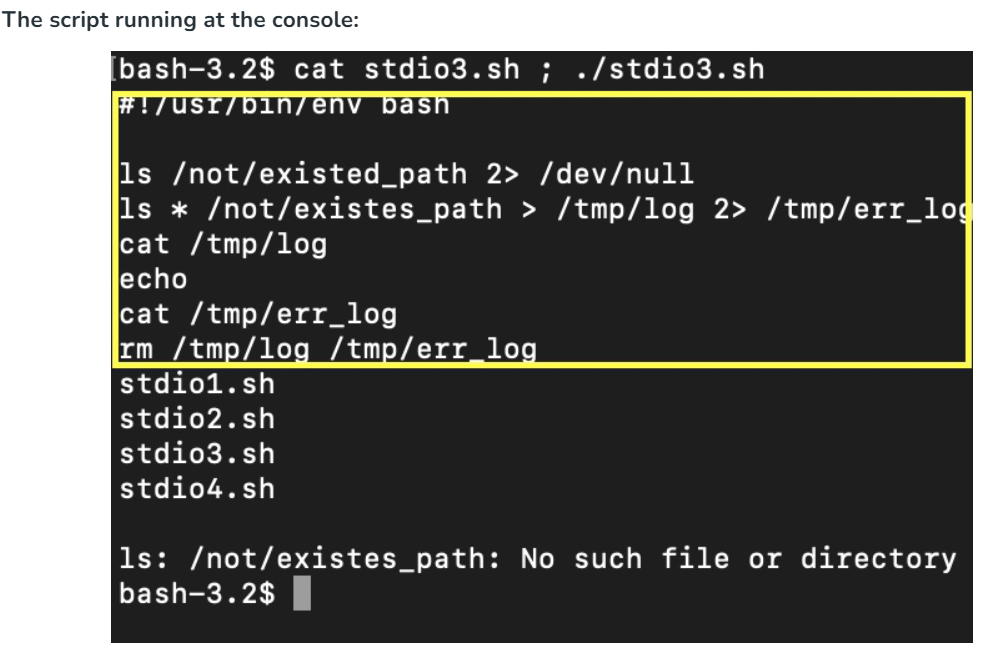 The script running at the console:
[bash-3.2$ cat stdio3.sh ; ./stdio3.sh
#!/usr/bin/env bash
ls /not/existed_path 2> /dev/null
ls * /not/existes_path > /tmp/log 2> /tmp/err_log
cat /tmp/log
echo
cat /tmp/err_log
rm /tmp/log /tmp/err_log
stdio1.sh
stdio2.sh
stdio3.sh
stdio4.sh
ls: /not/existes_path: No such file or directory
bash-3.2$